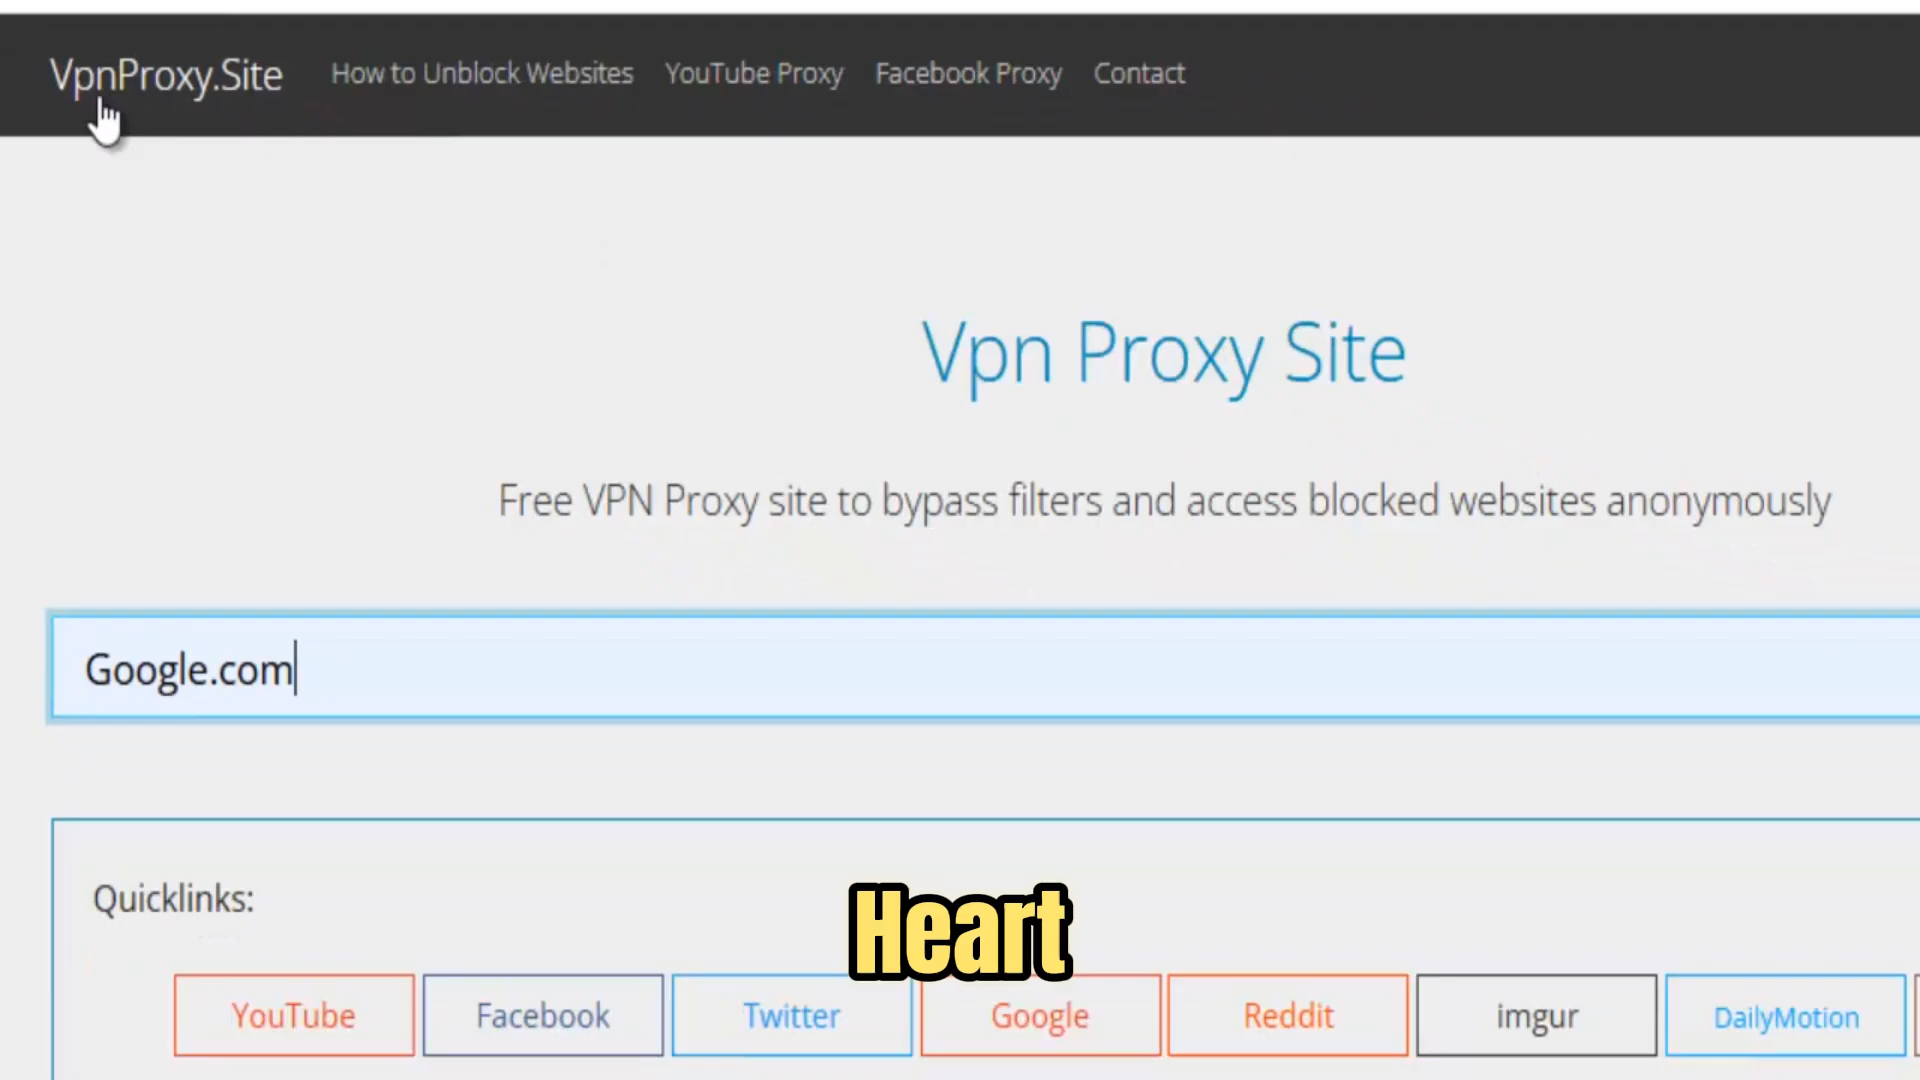 VpnProxy.Site How to Unblock Websites YouTube Proxy Facebook Proxy Contact
Vpn Proxy Site
Free VPN Proxy site to bypass filters and access blocked websites anonymously
Google.com
Quicklinks:
Heart
YouTube Facebook Twitter Google Reddit imgur DailyMotion